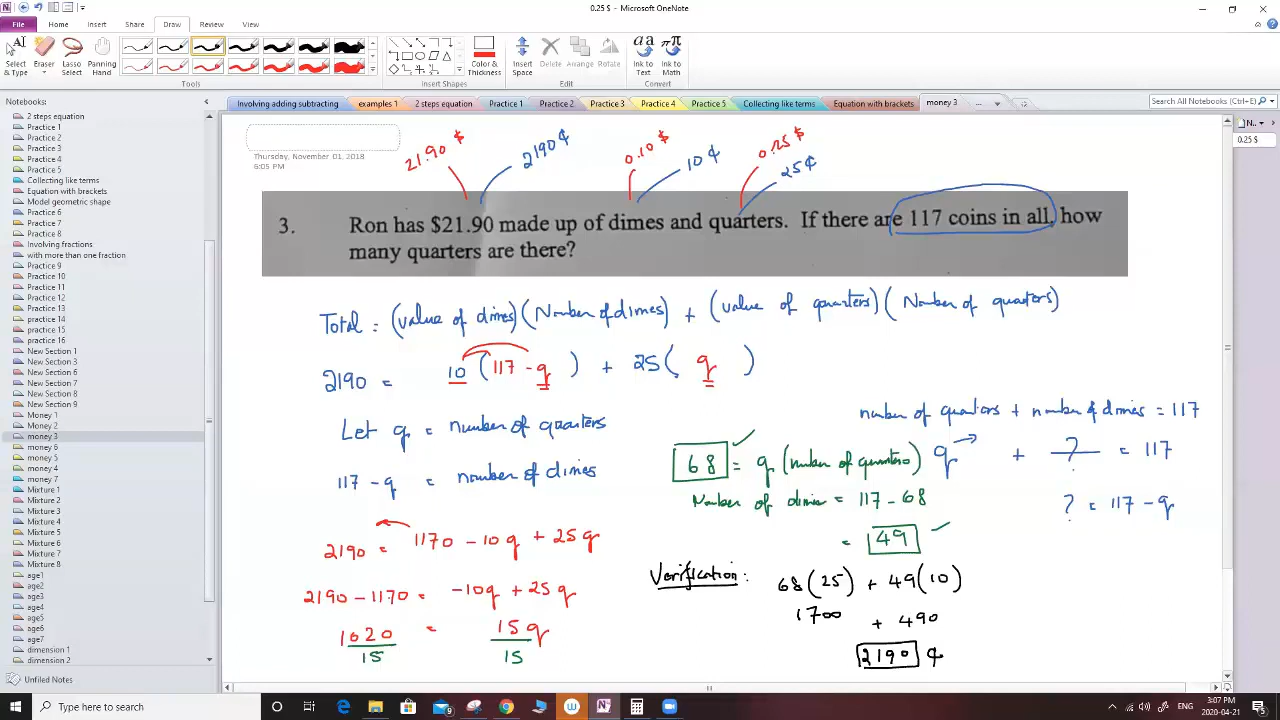 0.25 $ - Microsoft OneNote
File
Home
Insert
Share
Draw
Review
View
Select & Type
Eraser
Lasso Select
Panning Hand
Color & Thickness
Insert Space
Delete
Arrange
Rotate
Ink to Text
Ink to Math
Tools
Insert Shapes
Edit
Convert
Notebooks:
Involving adding subtracting
examples 1
2 steps equation
Practice 1
Practice 2
Practice 3
Practice 4
Practice 5
Collecting like terms
Equation with brackets
money 3
...
Search All Notebooks (Ctrl+E)
N..
0.25 $
2 steps equation
Practice 1
Practice 2
Practice 3
Practice 4
Practice 5
Collecting like terms
Equation with brackets
Model geometric shape
Practice 6
Practice 7
Practice 8
Involving fractions
with more than one fraction
Practice 9
Practice 10
Practice 11
Practice 12
Practice 13
practice 14
practice 15
practice 16
New Section 1
New Section 3
New Section 6
New Section 7
New Section 8
New Section 9
Money 1
Money 2
money 3
money 6
money 5
money 4
money 7
Mixture 1
Mixture 2
Mixture 3
Mixture 4
Mixture 5
Mixture 6
Mixture 7
Mixture 8
age1
age2
age3
age4
age5
age6
age7
dimension 1
dimension 2
Unfiled Notes
Thursday, November 01, 2018
6:05 PM
21.90 $
2190 ¢
0.10 $
10 ¢
0.25 $
25 ¢
3. Ron has $21.90 made up of dimes and quarters. If there are 117 coins in all, how
many quarters are there?
Total = (value of dimes)(Number of dimes) + (value of quarters)(Number of quarters)
2190 = 10 (117 - q) + 25 ( q )
Let q = number of quarters
117 - q = number of dimes
2190 = 1170 - 10q + 25q
2190 - 1170 = -10q + 25q
1020/15 = 15q/15
number of quarters + number of dimes = 117
q + ? = 117
? = 117 - q
68 = q (number of quarters)
Number of dimes = 117 - 68
= 49
Verification: 68(25) + 49(10)
1700 + 490
2190 ¢
Type here to search
ENG
3:07 PM
2020-04-21